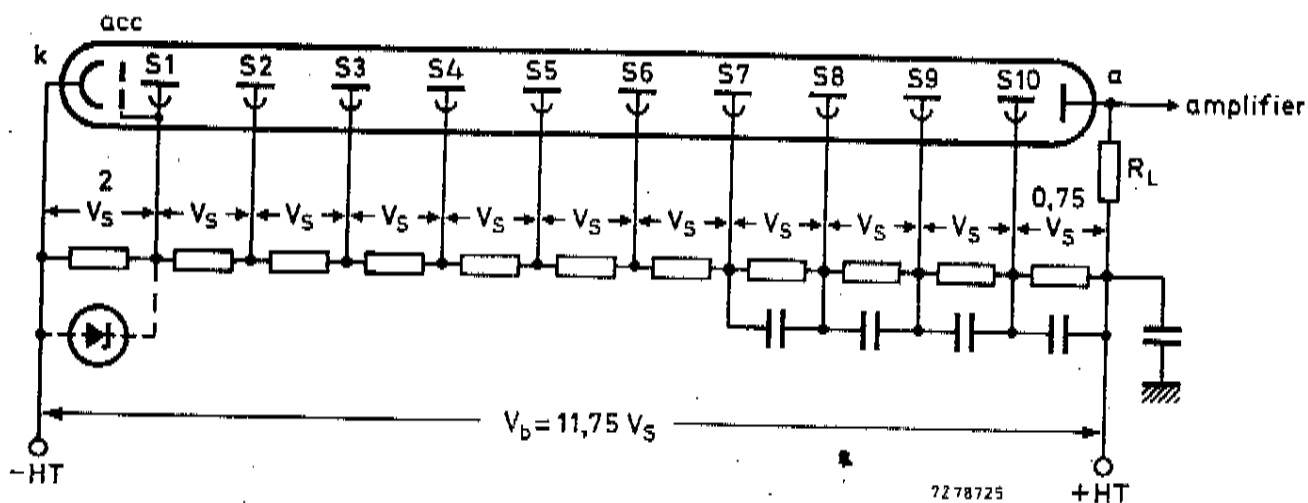 acc
k
S1 S2 S3 S4 S5 S6 S7 S8 S9 S10
a
amplifier
R_L
2 V_S V_S V_S V_S V_S V_S V_S V_S V_S V_S 0,75 V_S
V_b = 11,75 V_S
-HT
+HT
7278725